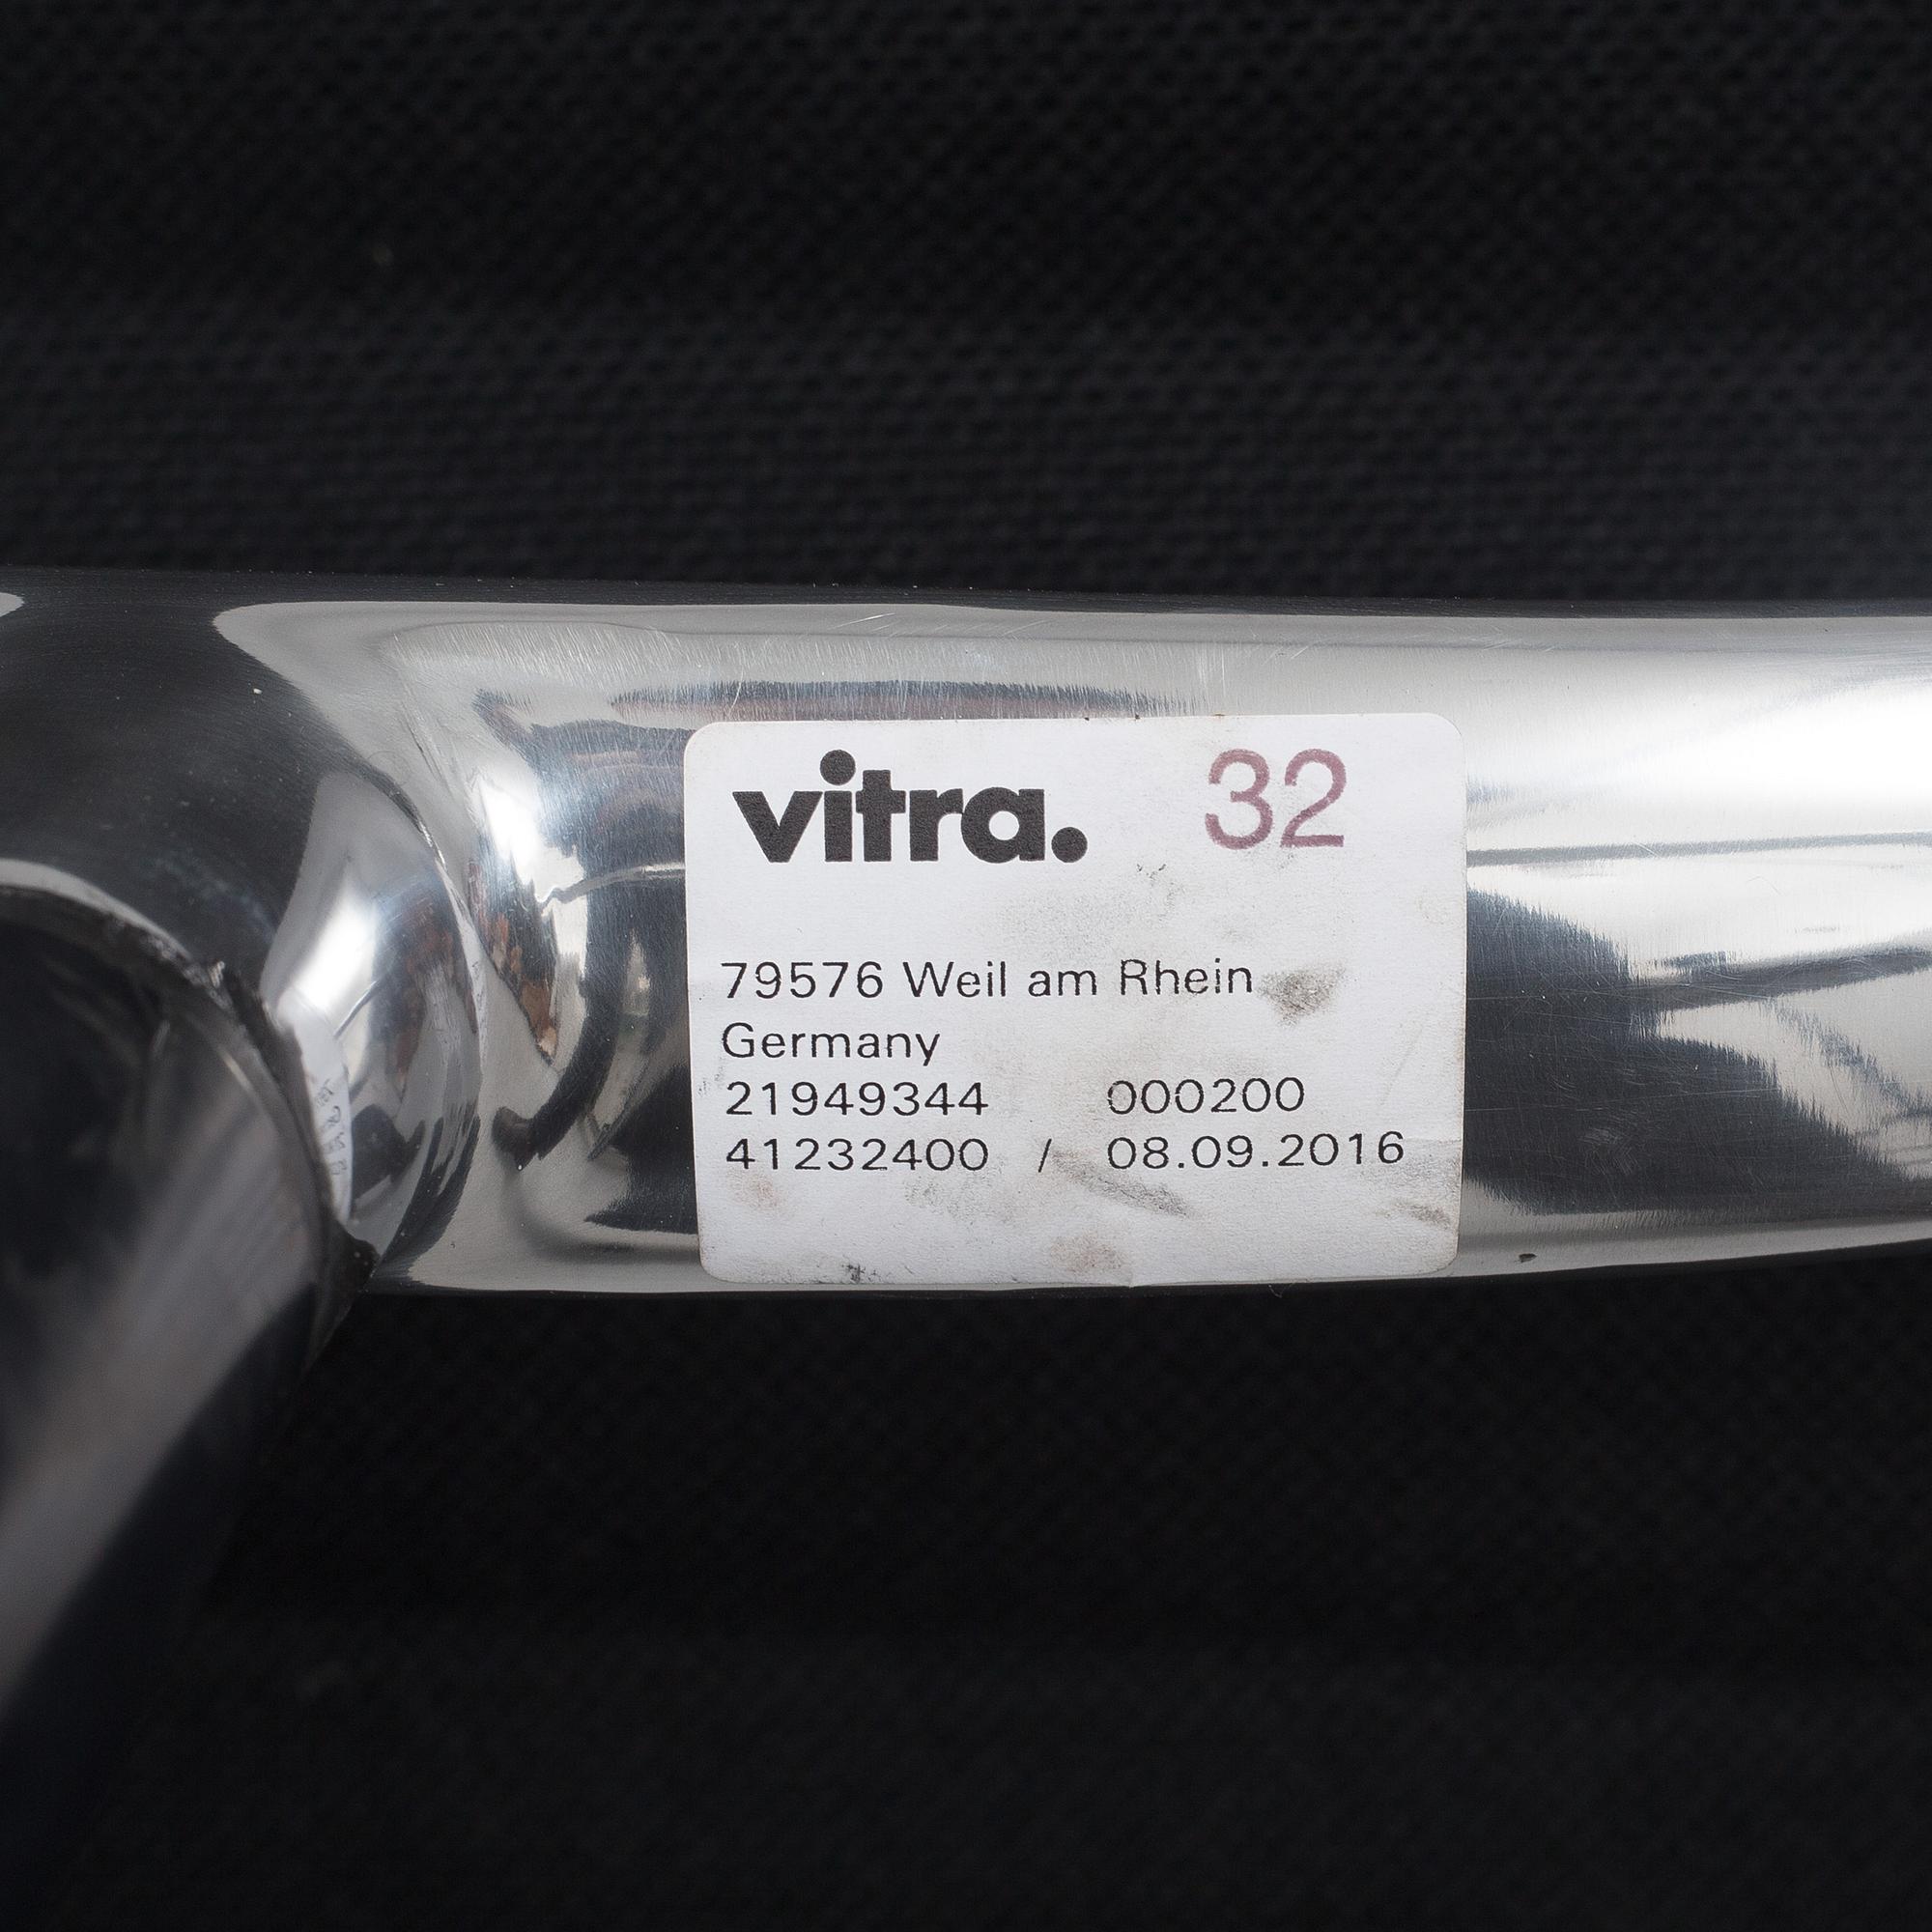 vitra. 32
79576 Weil am Rhein
Germany
21949344 000200
41232400 / 08.09.2016